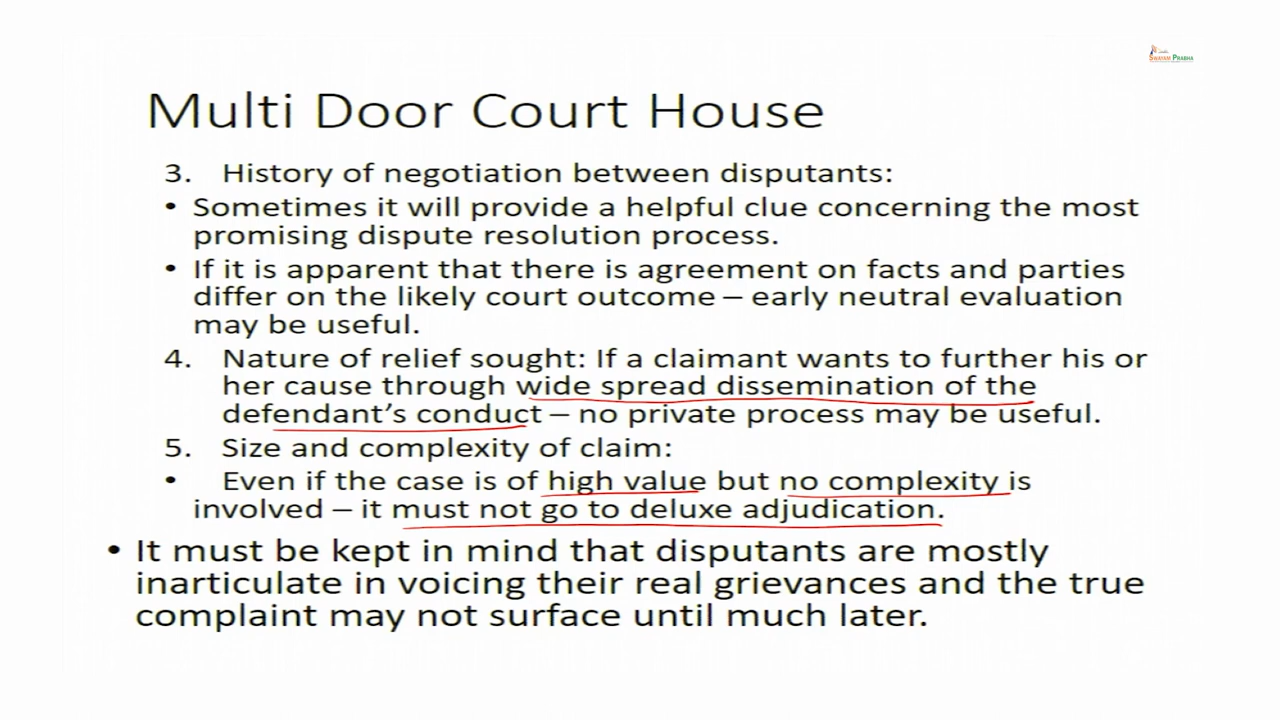 SWAYAM PRABHA
Multi Door Court House
3. History of negotiation between disputants:
• Sometimes it will provide a helpful clue concerning the most
promising dispute resolution process.
• If it is apparent that there is agreement on facts and parties
differ on the likely court outcome – early neutral evaluation
may be useful.
4. Nature of relief sought: If a claimant wants to further his or
her cause through wide spread dissemination of the
defendant’s conduct – no private process may be useful.
5. Size and complexity of claim:
• Even if the case is of high value but no complexity is
involved – it must not go to deluxe adjudication.
• It must be kept in mind that disputants are mostly
inarticulate in voicing their real grievances and the true
complaint may not surface until much later.